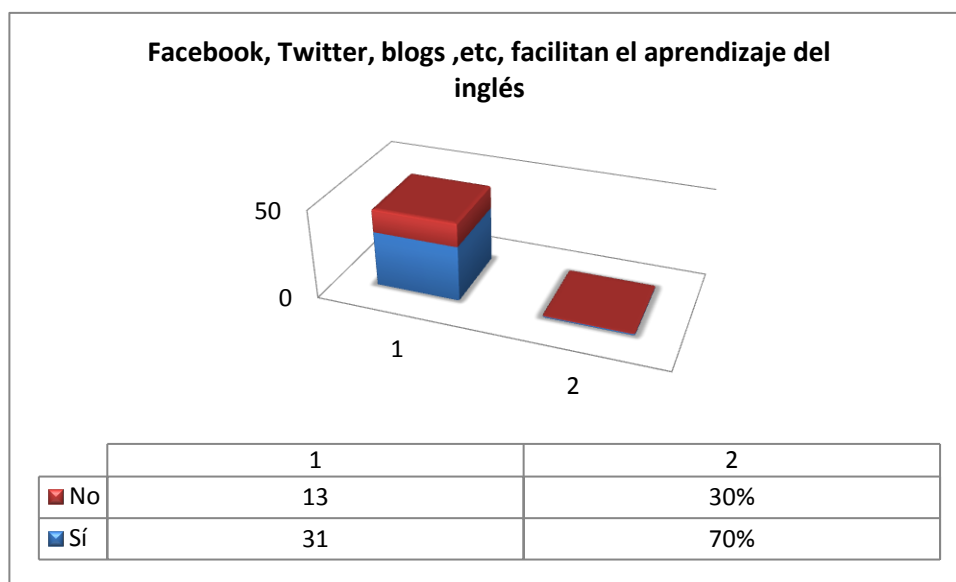 Facebook, Twitter, blogs ,etc, facilitan el aprendizaje del
inglés
50
0
1
2
1 2
No 13 30%
Sí 31 70%